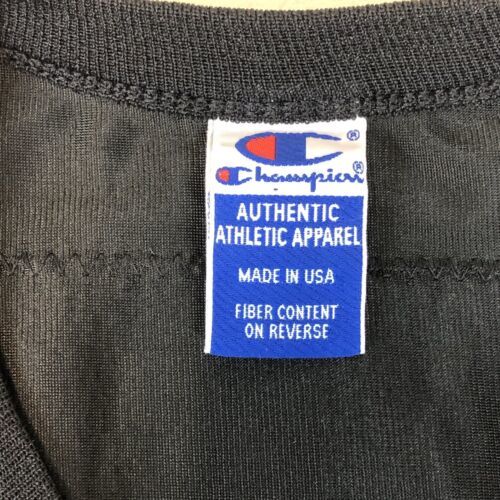 ®
Champion®
AUTHENTIC
ATHLETIC APPAREL
MADE IN USA
FIBER CONTENT
ON REVERSE